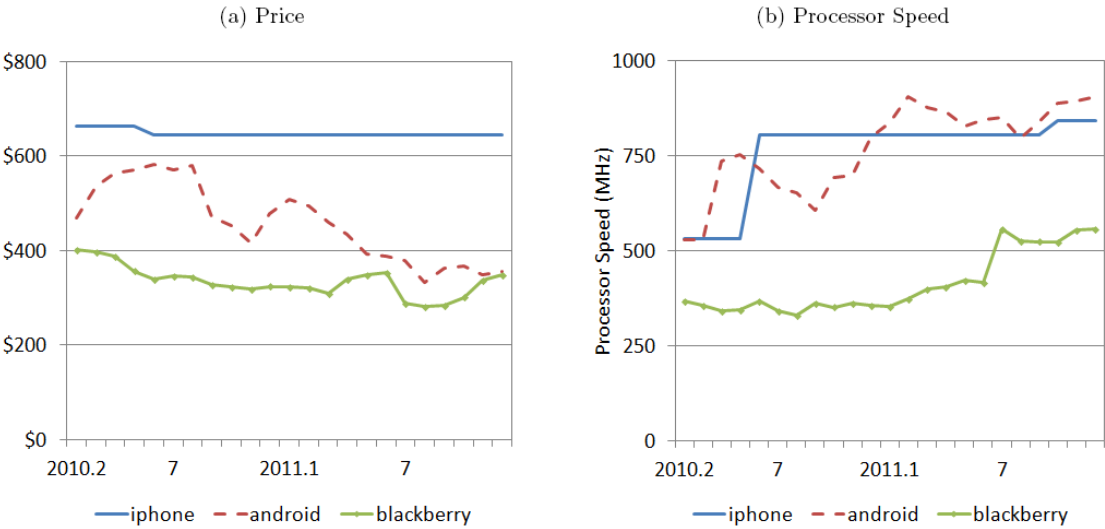 (a) Price
$800
$600
$400
$200
$0
2010.2 7 2011.1 7
iphone android blackberry
(b) Processor Speed
Processor Speed (MHz)
1000
750
500
250
0
2010.2 7 2011.1 7
iphone android blackberry